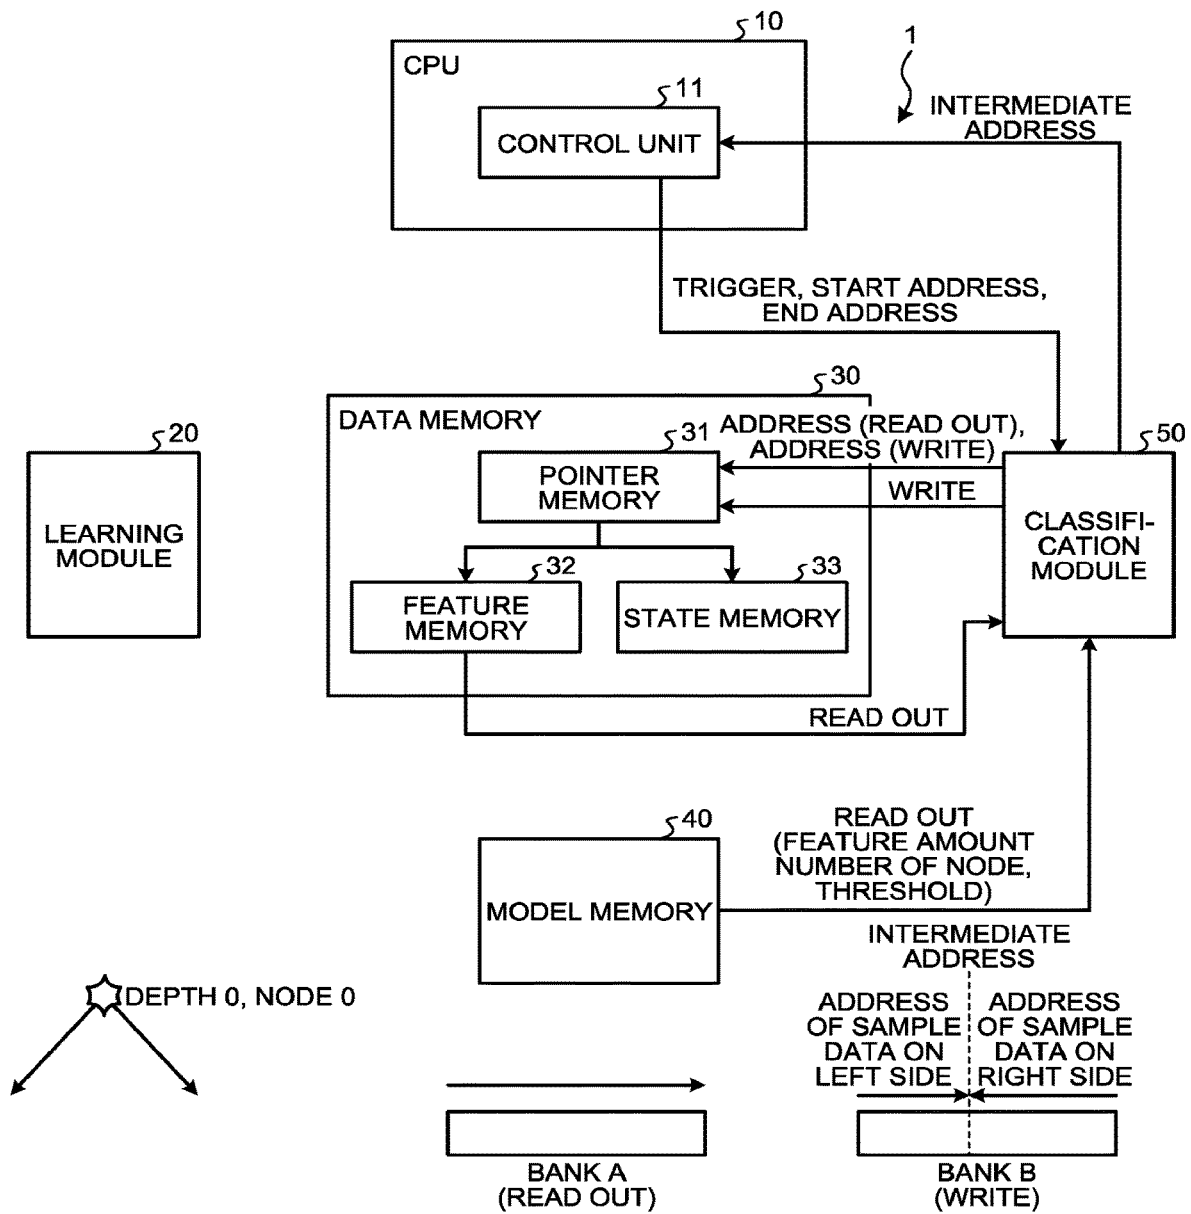 10
1
CPU
11
CONTROL UNIT
INTERMEDIATE
ADDRESS
TRIGGER, START ADDRESS,
END ADDRESS
30
DATA MEMORY
ADDRESS (READ OUT),
ADDRESS (WRITE)
20
31
50
LEARNING
MODULE
POINTER
MEMORY
WRITE
CLASSIFI-
CATION
MODULE
32
33
FEATURE
MEMORY
STATE MEMORY
READ OUT
40
MODEL MEMORY
READ OUT
(FEATURE AMOUNT
NUMBER OF NODE,
THRESHOLD)
INTERMEDIATE
ADDRESS
DEPTH 0, NODE 0
ADDRESS
OF SAMPLE
DATA ON
LEFT SIDE
ADDRESS
OF SAMPLE
DATA ON
RIGHT SIDE
BANK A
(READ OUT)
BANK B
(WRITE)